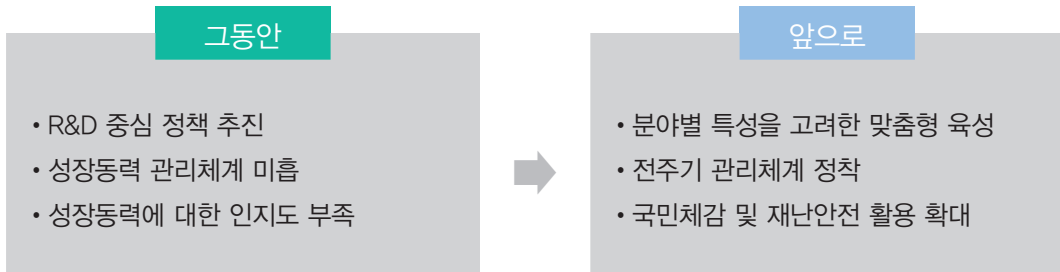 그동안
• R&D 중심 정책 추진
• 성장동력 관리체계 미흡
• 성장동력에 대한 인지도 부족
앞으로
• 분야별 특성을 고려한 맞춤형 육성
• 전주기 관리체계 정착
• 국민체감 및 재난안전 활용 확대